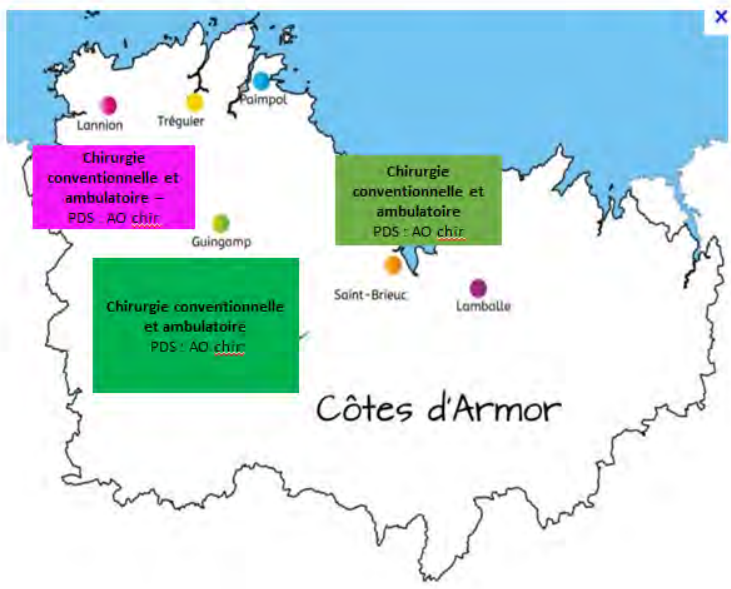 Paimpol
Lannion
Tréguier
Chirurgie
conventionnelle et
ambulatoire –
PDS : AO chir
Chirurgie
conventionnelle et
ambulatoire
PDS : AO chir
Guingamp
Chirurgie conventionnelle
et ambulatoire
PDS : AO chir
Saint-Brieuc
Lamballe
Côtes d'Armor